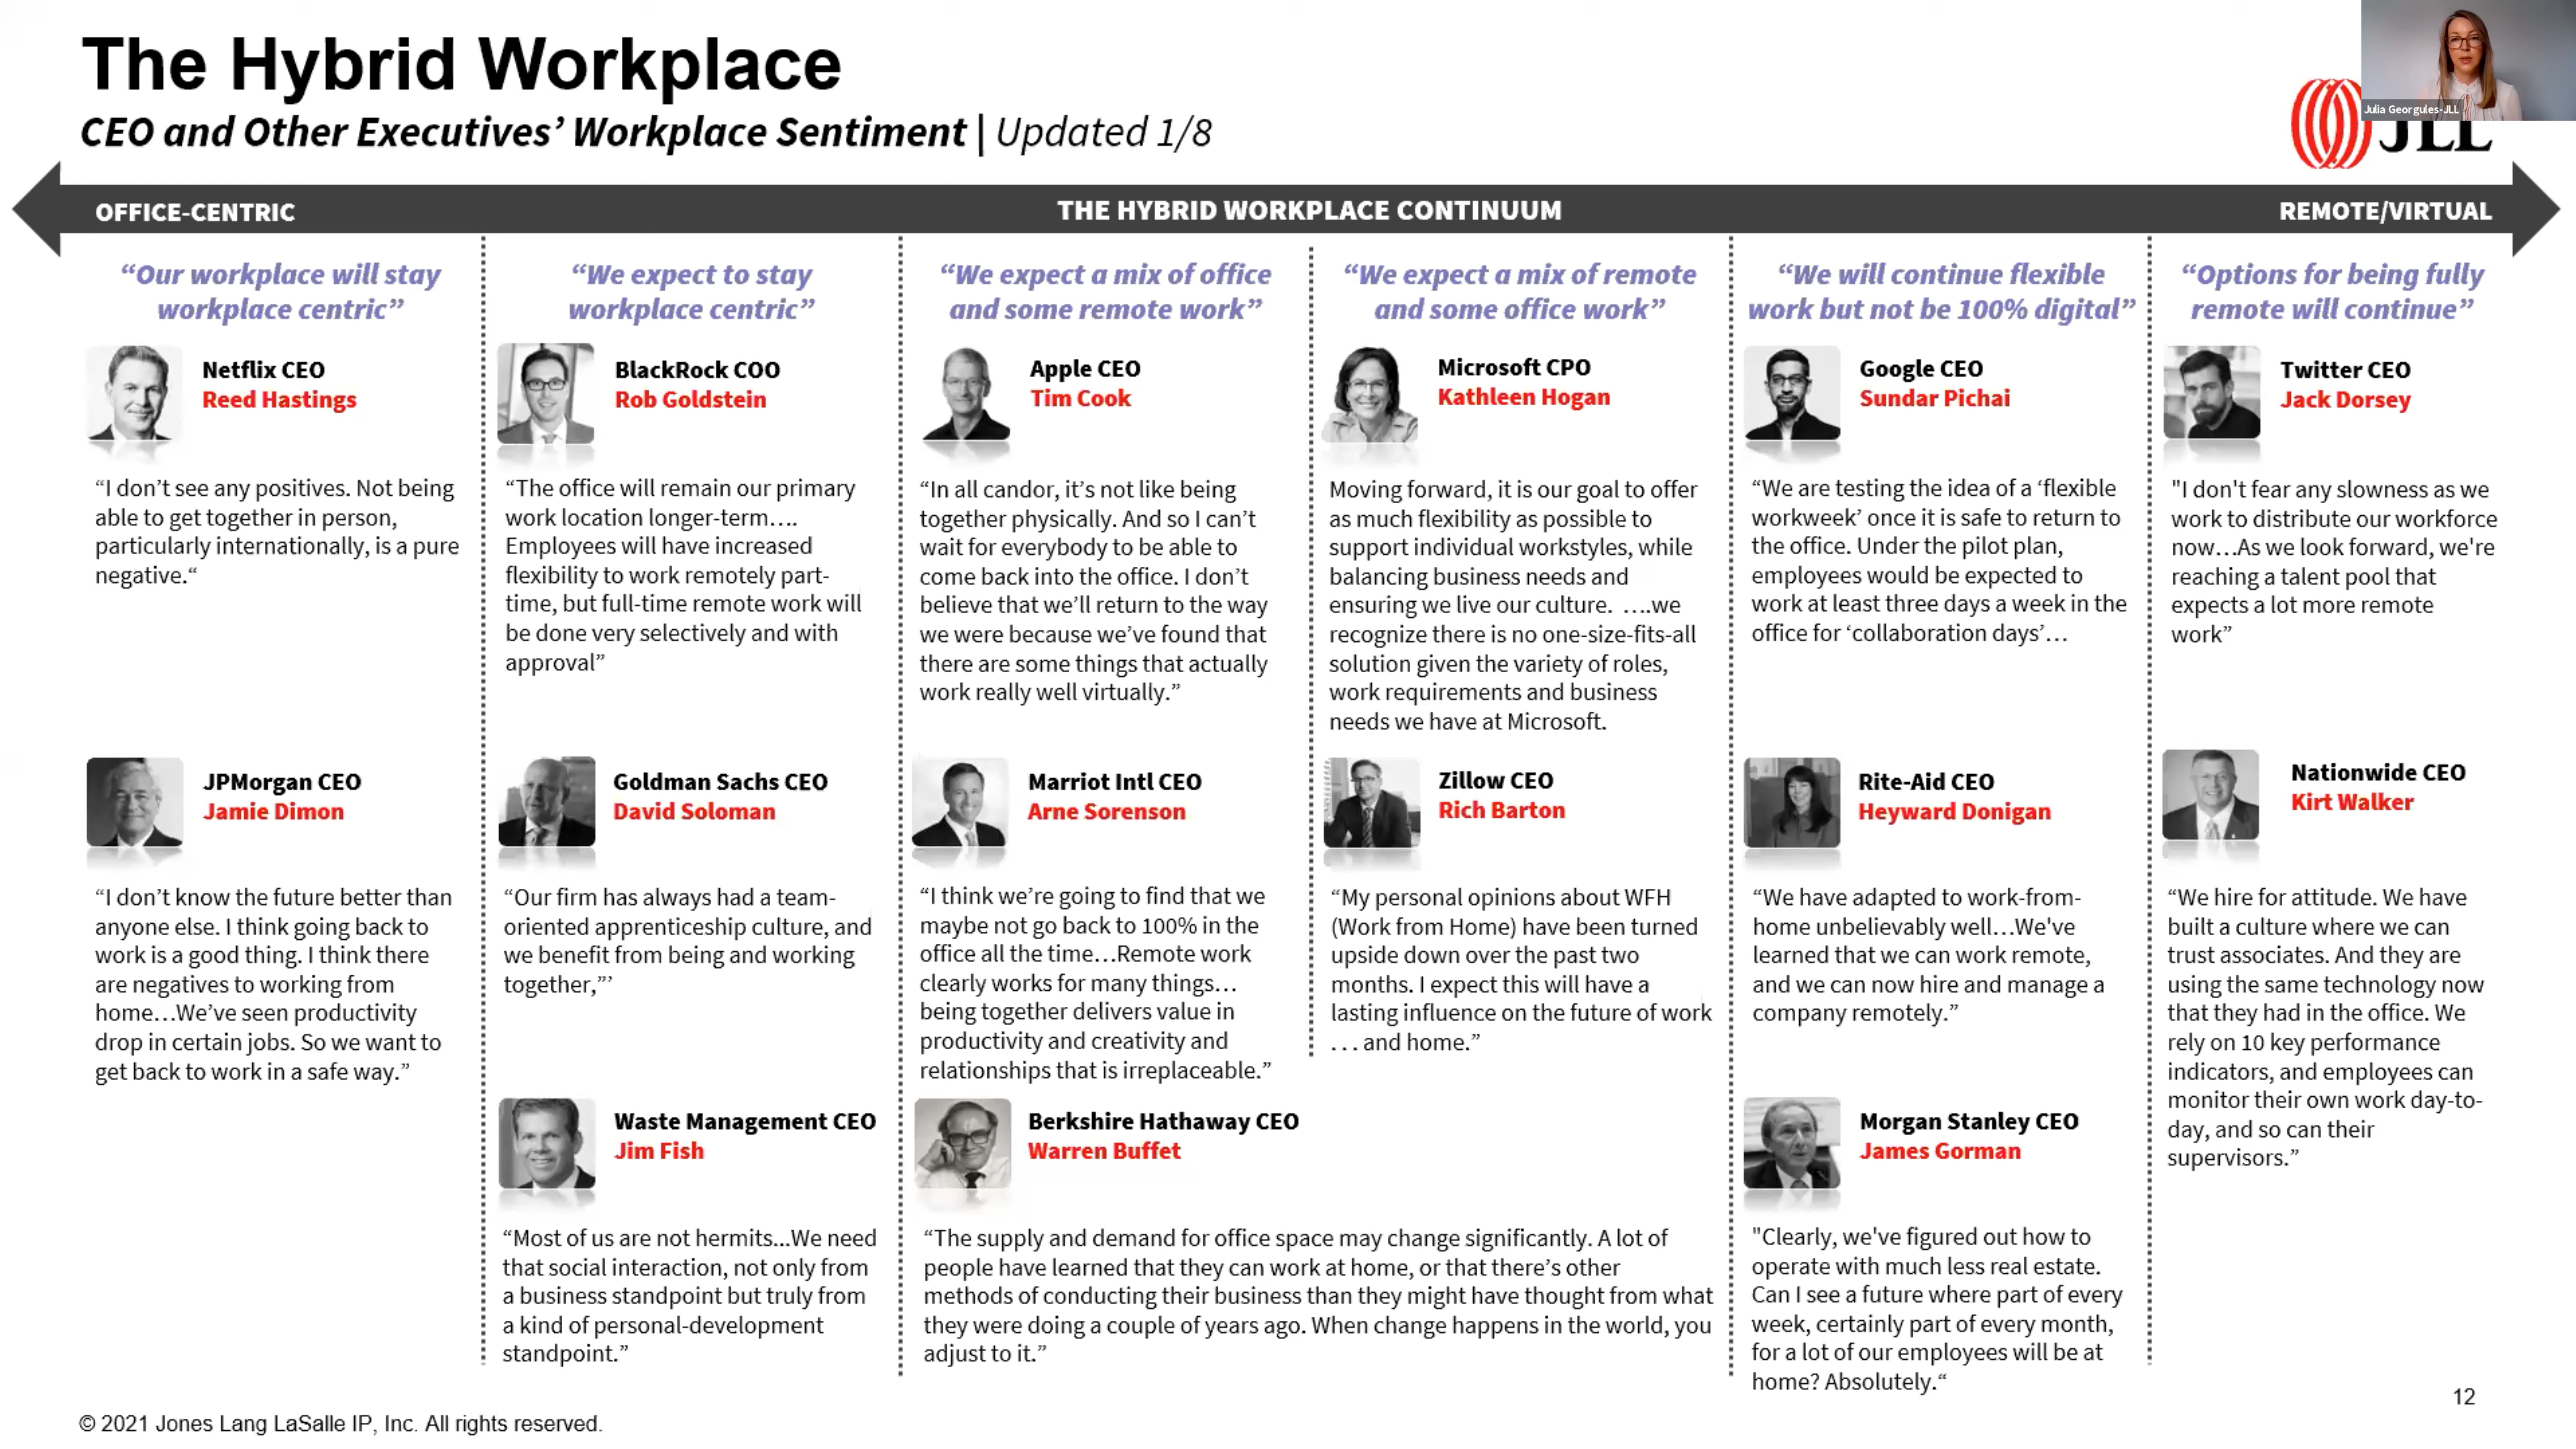 The Hybrid Workplace
CEO and Other Executives’ Workplace Sentiment | Updated 1/8
Julia Georgules-JLL
JLL
OFFICE-CENTRIC
THE HYBRID WORKPLACE CONTINUUM
REMOTE/VIRTUAL
“Our workplace will stay
workplace centric”
Netflix CEO
Reed Hastings
“I don’t see any positives. Not being
able to get together in person,
particularly internationally, is a pure
negative.“
JPMorgan CEO
Jamie Dimon
“I don’t know the future better than
anyone else. I think going back to
work is a good thing. I think there
are negatives to working from
home…We’ve seen productivity
drop in certain jobs. So we want to
get back to work in a safe way.”
“We expect to stay
workplace centric”
BlackRock COO
Rob Goldstein
“The office will remain our primary
work location longer-term….
Employees will have increased
flexibility to work remotely part-
time, but full-time remote work will
be done very selectively and with
approval”
Goldman Sachs CEO
David Soloman
“Our firm has always had a team-
oriented apprenticeship culture, and
we benefit from being and working
together,”’
Waste Management CEO
Jim Fish
“Most of us are not hermits...We need
that social interaction, not only from
a business standpoint but truly from
a kind of personal-development
standpoint.”
“We expect a mix of office
and some remote work”
Apple CEO
Tim Cook
“In all candor, it’s not like being
together physically. And so I can’t
wait for everybody to be able to
come back into the office. I don’t
believe that we’ll return to the way
we were because we’ve found that
there are some things that actually
work really well virtually.”
Marriot Intl CEO
Arne Sorenson
“I think we’re going to find that we
maybe not go back to 100% in the
office all the time…Remote work
clearly works for many things…
being together delivers value in
productivity and creativity and
relationships that is irreplaceable.”
“We expect a mix of remote
and some office work”
Microsoft CPO
Kathleen Hogan
Moving forward, it is our goal to offer
as much flexibility as possible to
support individual workstyles, while
balancing business needs and
ensuring we live our culture. ….we
recognize there is no one-size-fits-all
solution given the variety of roles,
work requirements and business
needs we have at Microsoft.
Zillow CEO
Rich Barton
“My personal opinions about WFH
(Work from Home) have been turned
upside down over the past two
months. I expect this will have a
lasting influence on the future of work
. . . and home.”
Berkshire Hathaway CEO
Warren Buffet
“The supply and demand for office space may change significantly. A lot of
people have learned that they can work at home, or that there’s other
methods of conducting their business than they might have thought from what
they were doing a couple of years ago. When change happens in the world, you
adjust to it.”
“We will continue flexible
work but not be 100% digital”
Google CEO
Sundar Pichai
“We are testing the idea of a ‘flexible
workweek’ once it is safe to return to
the office. Under the pilot plan,
employees would be expected to
work at least three days a week in the
office for ‘collaboration days’…
Rite-Aid CEO
Heyward Donigan
“We have adapted to work-from-
home unbelievably well…We've
learned that we can work remote,
and we can now hire and manage a
company remotely.”
Morgan Stanley CEO
James Gorman
"Clearly, we've figured out how to
operate with much less real estate.
Can I see a future where part of every
week, certainly part of every month,
for a lot of our employees will be at
home? Absolutely.“
“Options for being fully
remote will continue”
Twitter CEO
Jack Dorsey
"I don't fear any slowness as we
work to distribute our workforce
now…As we look forward, we're
reaching a talent pool that
expects a lot more remote
work”
Nationwide CEO
Kirt Walker
“We hire for attitude. We have
built a culture where we can
trust associates. And they are
using the same technology now
that they had in the office. We
rely on 10 key performance
indicators, and employees can
monitor their own work day-to-
day, and so can their
supervisors.”
12
© 2021 Jones Lang LaSalle IP, Inc. All rights reserved.